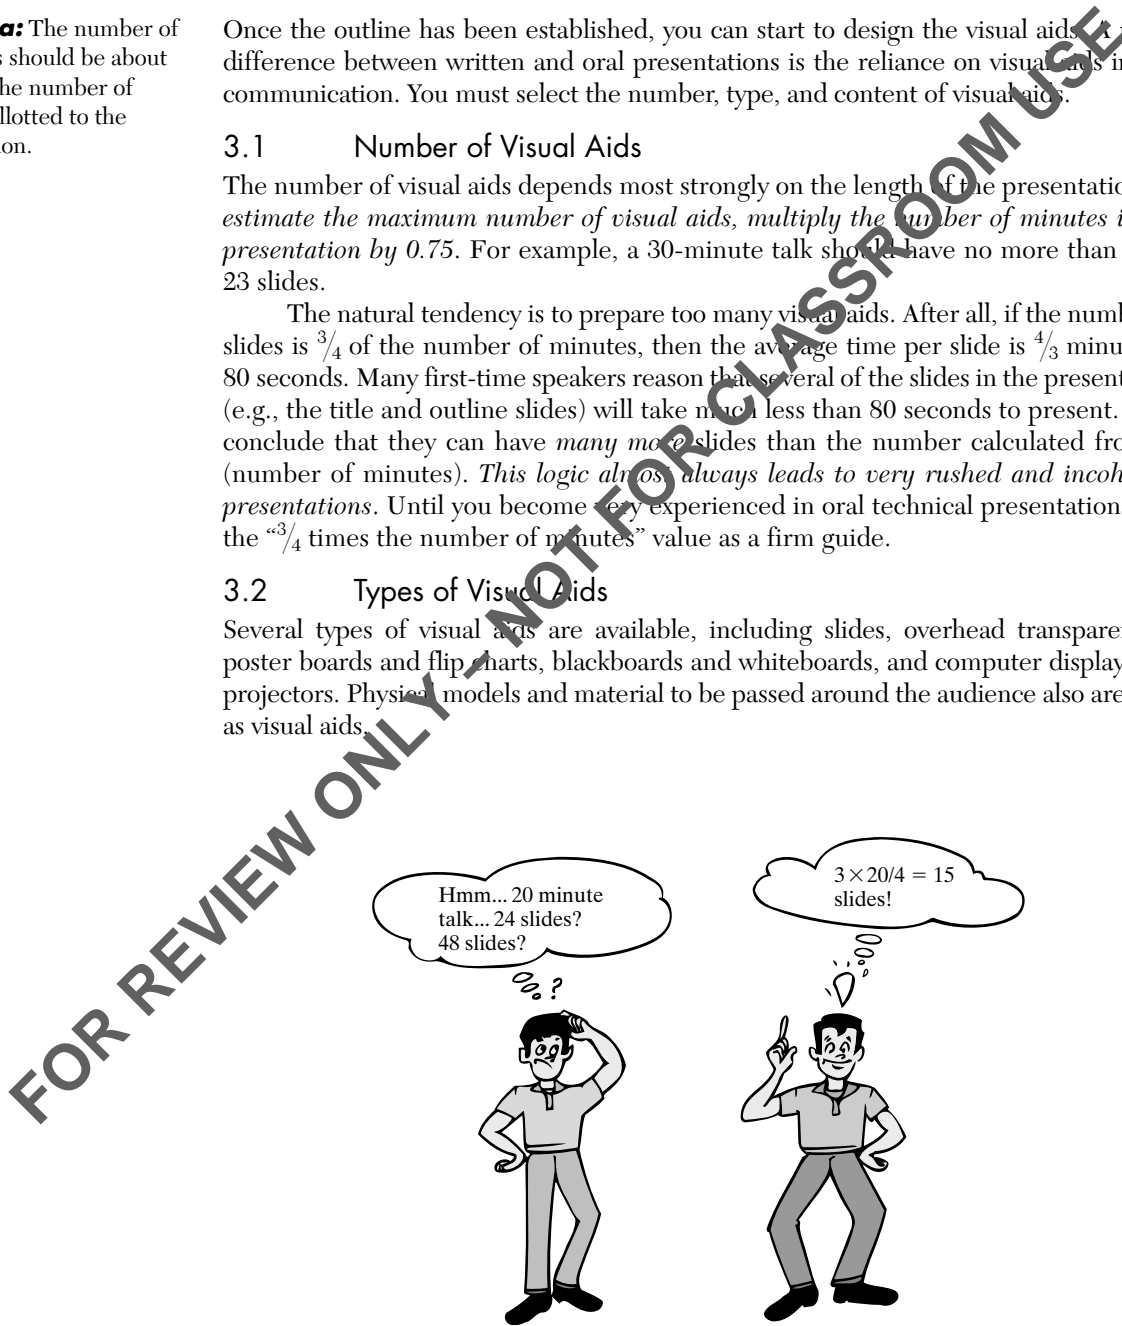 a: The number of
s should be about
he number of
llotted to the
ion.
Once the outline has been established, you can start to design the visual aids. A
difference between written and oral presentations is the reliance on visual aids i
communication. You must select the number, type, and content of visual aids.
3.1 Number of Visual Aids
The number of visual aids depends most strongly on the length of the presentatio
estimate the maximum number of visual aids, multiply the number of minutes i
presentation by 0.75. For example, a 30-minute talk should have no more than
23 slides.
The natural tendency is to prepare too many visual aids. After all, if the numb
slides is 3/4 of the number of minutes, then the average time per slide is 4/3 minu
80 seconds. Many first-time speakers reason that several of the slides in the present
(e.g., the title and outline slides) will take much less than 80 seconds to present.
conclude that they can have many more slides than the number calculated fro
(number of minutes). This logic almost always leads to very rushed and incoh
presentations. Until you become very experienced in oral technical presentation
the “3/4 times the number of minutes” value as a firm guide.
3.2 Types of Visual Aids
Several types of visual aids are available, including slides, overhead transpare
poster boards and flip charts, blackboards and whiteboards, and computer display
projectors. Physical models and material to be passed around the audience also are
as visual aids.
Hmm... 20 minute
talk... 24 slides?
48 slides?
?
3×20/4 = 15
slides!
FOR REVIEW ONLY – NOT FOR CLASSROOM USE